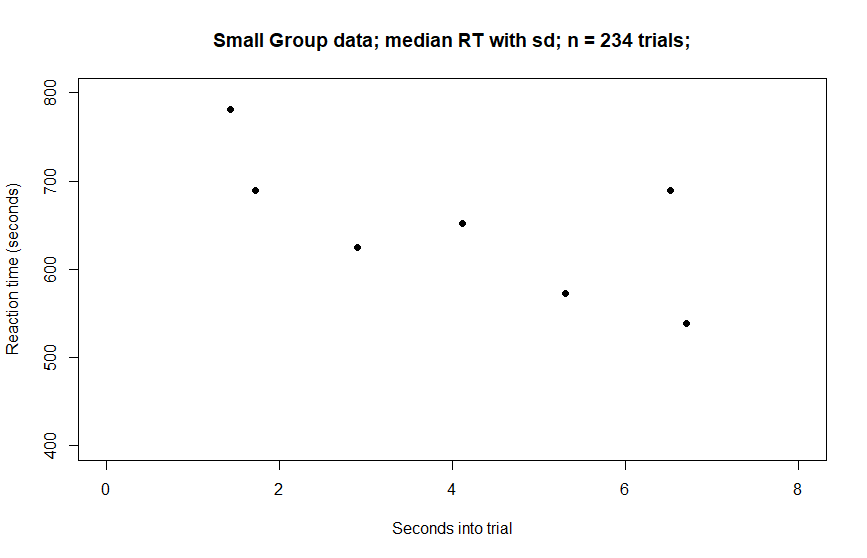 Small Group data; median RT with sd; n = 234 trials;
800
700
600
500
400
Reaction time (seconds)
0 2 4 6 8
Seconds into trial